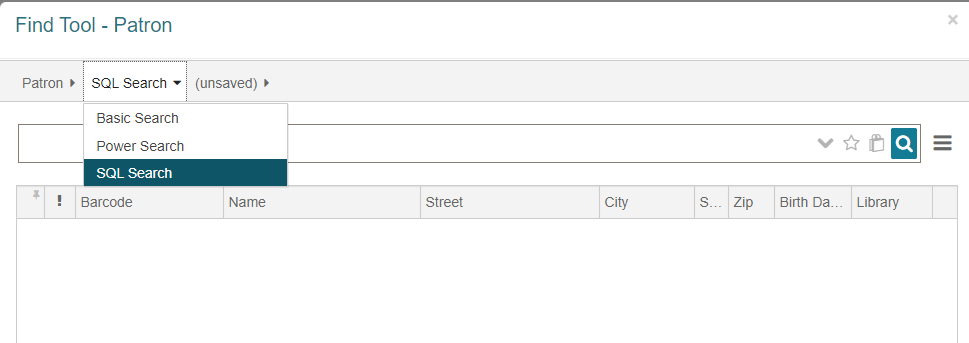 Find Tool - Patron
×
Patron SQL Search (unsaved)
Basic Search
Power Search
SQL Search
! Barcode Name Street City S... Zip Birth Da... Library